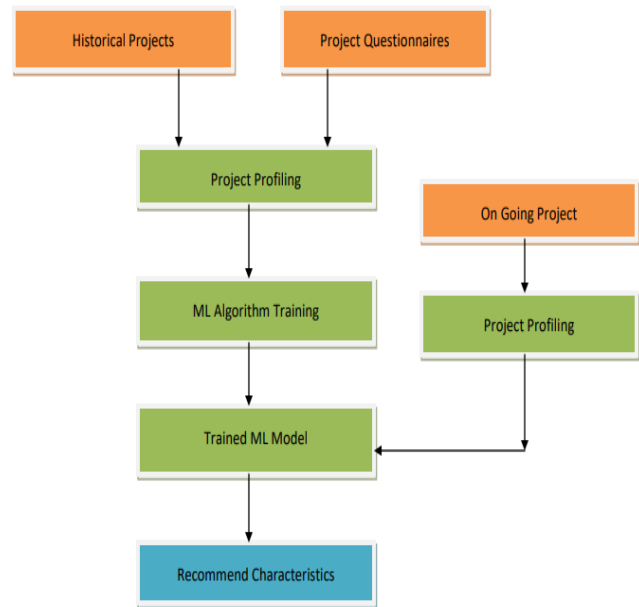 Historical Projects
Project Questionnaires
Project Profiling
On Going Project
ML Algorithm Training
Project Profiling
Trained ML Model
Recommend Characteristics